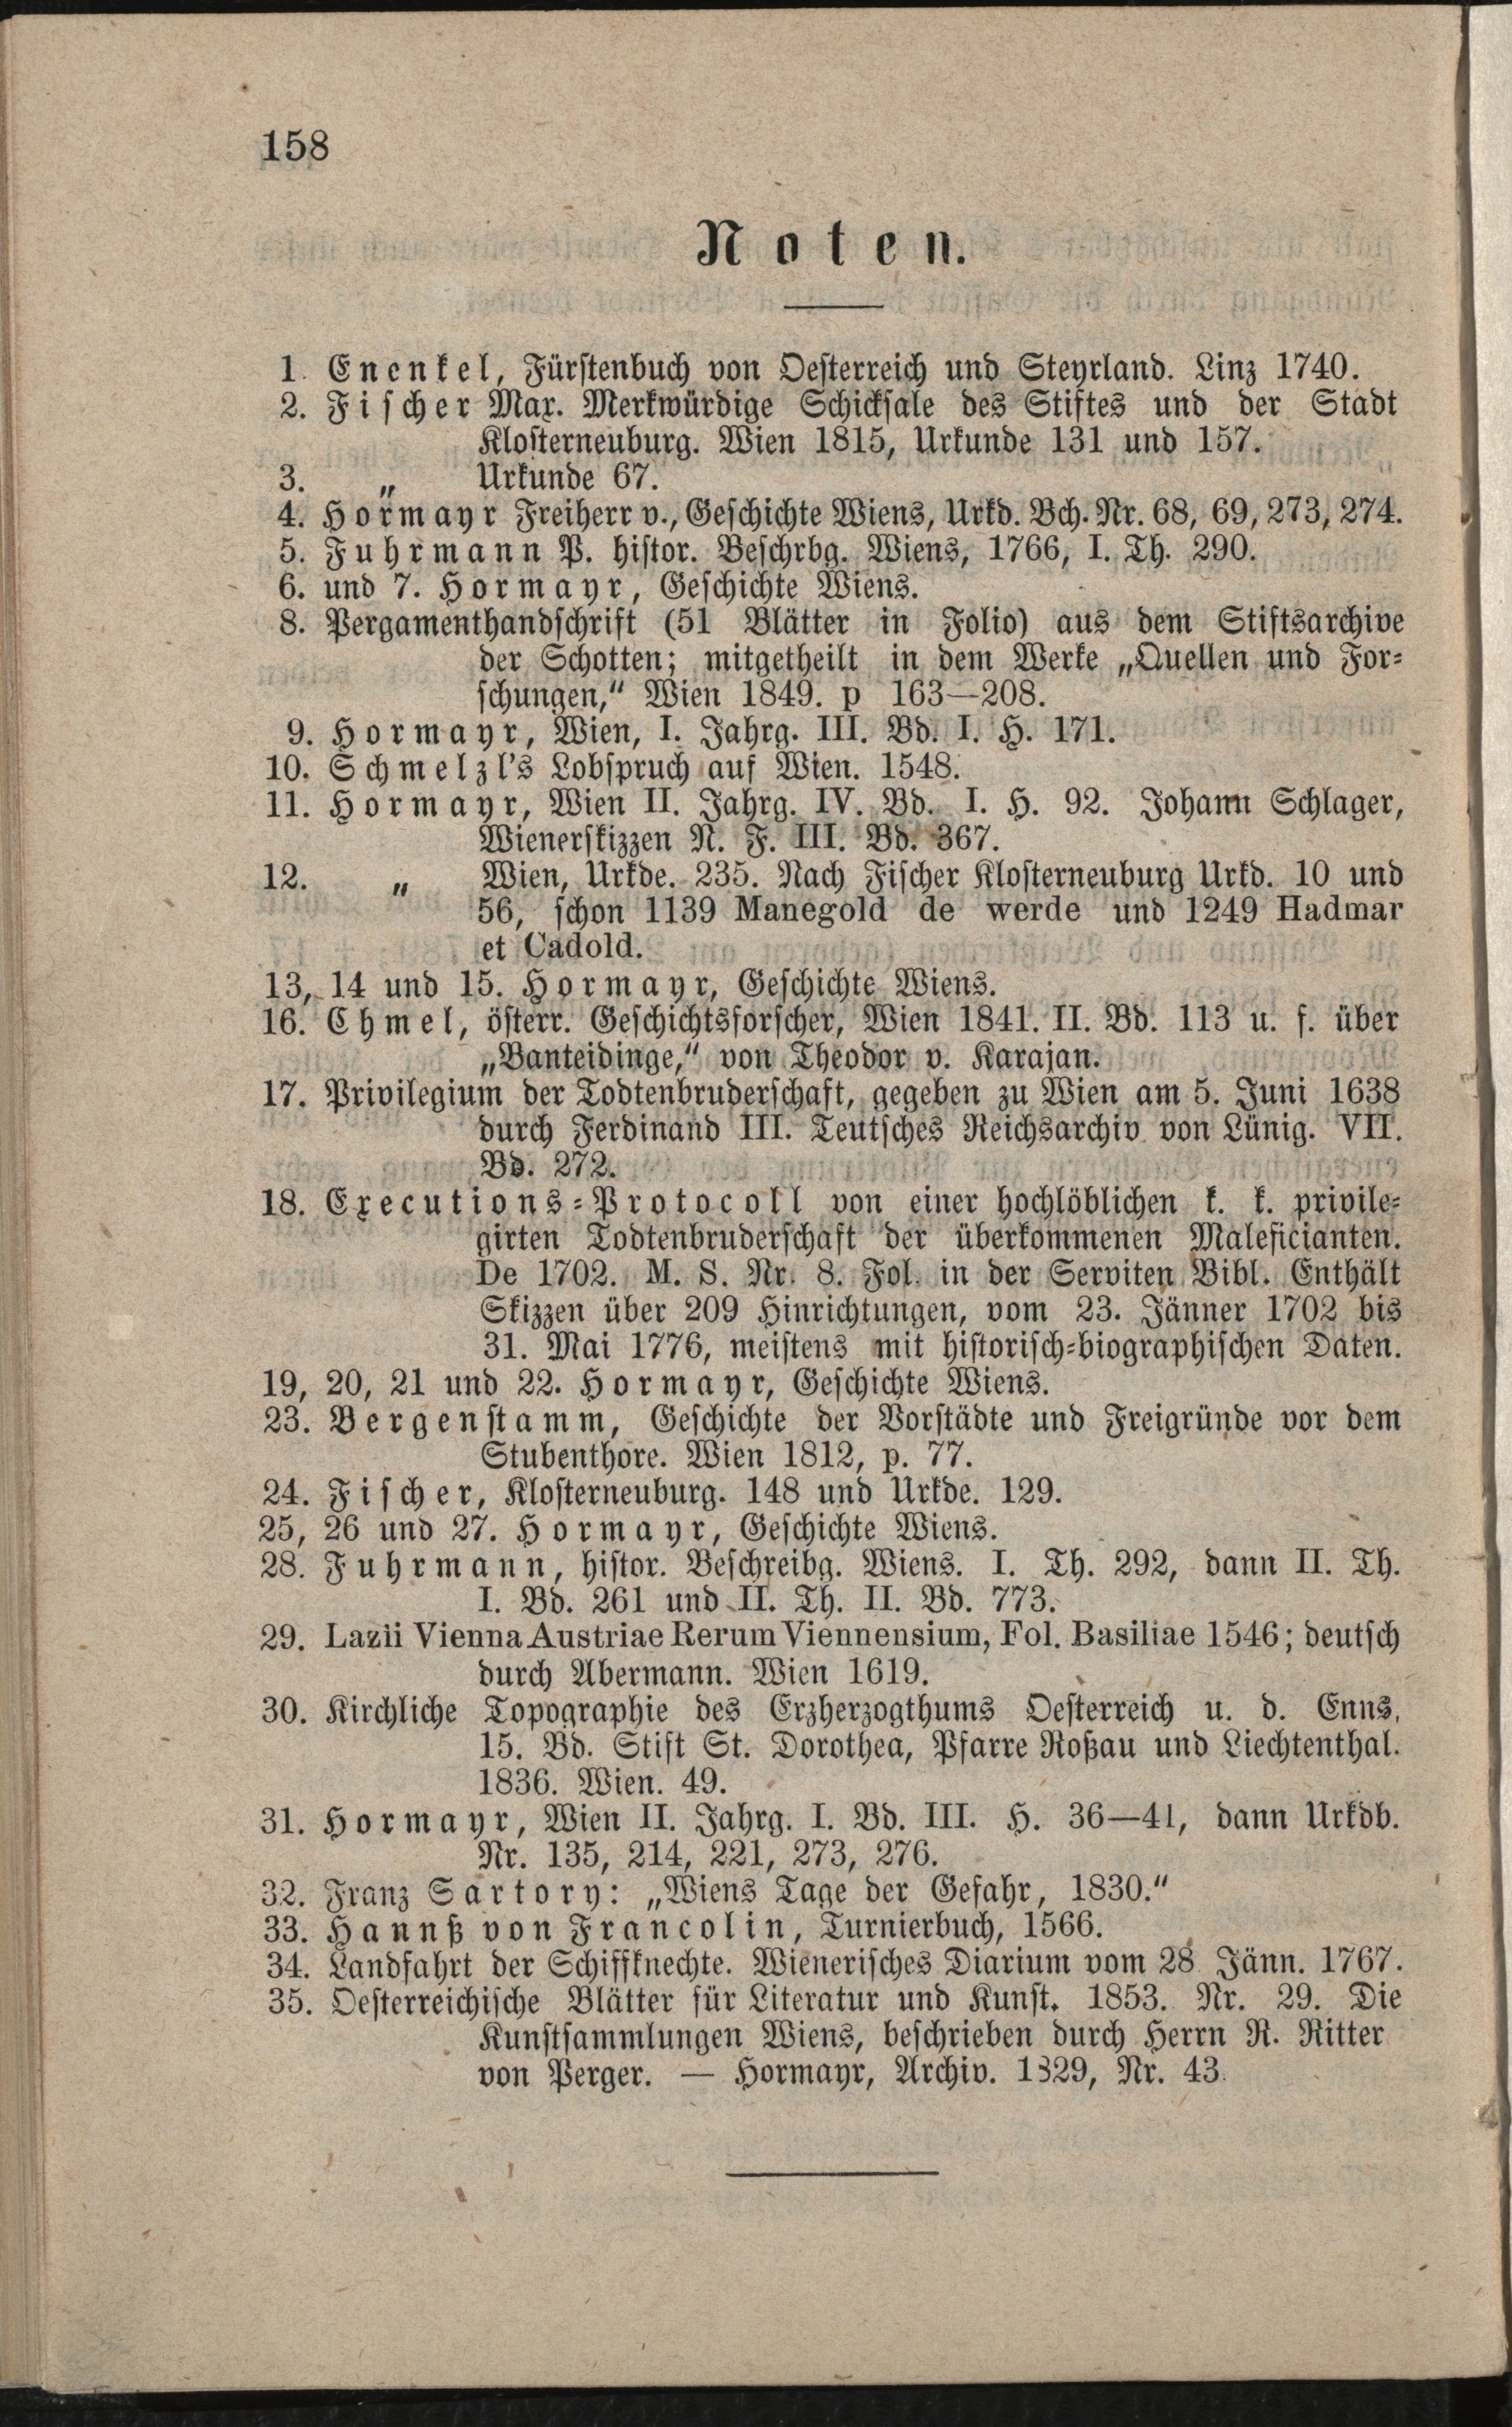 158
Noten.
1. Enenkel, Fürstenbuch von Oesterreich und Steyrland. Linz 1740.
2. Fischer Max. Merkwürdige Schicksale des Stiftes und der Stadt
Klosterneuburg. Wien 1815, Urkunde 131 und 157.
3. „ Urkunde 67.
4. Hormayr Freiherr v., Geschichte Wiens, Urkd. Bch. Nr. 68, 69, 273, 274.
5. Fuhrmann P. histor. Beschrbg. Wiens, 1766, I. Th. 290.
6. und 7. Hormayr, Geschichte Wiens.
8. Pergamenthandschrift (51 Blätter in Folio) aus dem Stiftsarchive
der Schotten; mitgetheilt in dem Werke „Quellen und For-
schungen,“ Wien 1849. p 163—208.
9. Hormayr, Wien, I. Jahrg. III. Bd. I. H. 171.
10. Schmelzl's Lobspruch auf Wien. 1548.
11. Hormayr, Wien II. Jahrg. IV. Bd. I. H. 92. Johann Schlager,
Wienerskizzen N. F. III. Bd. 367.
12. „ Wien, Urkde. 235. Nach Fischer Klosterneuburg Urkd. 10 und
56, schon 1139 Manegold de werde und 1249 Hadmar
et Cadold.
13, 14 und 15. Hormayr, Geschichte Wiens.
16. Chmel, österr. Geschichtsforscher, Wien 1841. II. Bd. 113 u. f. über
„Banteidinge,“ von Theodor v. Karajan.
17. Privilegium der Todtenbruderschaft, gegeben zu Wien am 5. Juni 1638
durch Ferdinand III. Teutsches Reichsarchiv von Lünig. VII.
Bd. 272.
18. Executions-Protocoll von einer hochlöblichen k. k. privile-
girten Todtenbruderschaft der überkommenen Maleficianten.
De 1702. M. S. Nr. 8. Fol. in der Serviten Bibl. Enthält
Skizzen über 209 Hinrichtungen, vom 23. Jänner 1702 bis
31. Mai 1776, meistens mit historisch-biographischen Daten.
19, 20, 21 und 22. Hormayr, Geschichte Wiens.
23. Bergenstamm, Geschichte der Vorstädte und Freigründe vor dem
Stubenthore. Wien 1812, p. 77.
24. Fischer, Klosterneuburg. 148 und Urkde. 129.
25, 26 und 27. Hormayr, Geschichte Wiens.
28. Fuhrmann, histor. Beschreibg. Wiens. I. Th. 292, dann II. Th.
I. Bd. 261 und II. Th. II. Bd. 773.
29. Lazii Vienna Austriae Rerum Viennensium, Fol. Basiliae 1546; deutsch
durch Abermann. Wien 1619.
30. Kirchliche Topographie des Erzherzogthums Oesterreich u. d. Enns,
15. Bd. Stift St. Dorothea, Pfarre Roßau und Liechtenthal.
1836. Wien. 49.
31. Hormayr, Wien II. Jahrg. I. Bd. III. H. 36—41, dann Urkdb.
Nr. 135, 214, 221, 273, 276.
32. Franz Sartory: „Wiens Tage der Gefahr, 1830.“
33. Hannß von Francolin, Turnierbuch, 1566.
34. Landfahrt der Schiffknechte. Wienerisches Diarium vom 28. Jänn. 1767.
35. Oesterreichische Blätter für Literatur und Kunst. 1853. Nr. 29. Die
Kunstsammlungen Wiens, beschrieben durch Herrn R. Ritter
von Perger. — Hormayr, Archiv. 1829, Nr. 43.